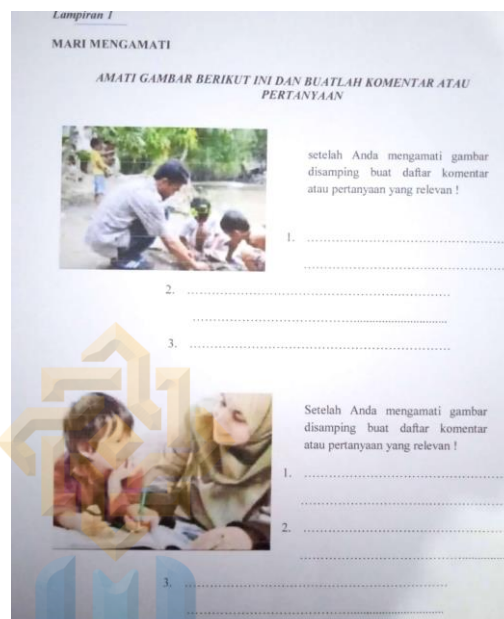 Lampiran 1
MARI MENGAMATI
AMATI GAMBAR BERIKUT INI DAN BUATLAH KOMENTAR ATAU
PERTANYAAN
setelah Anda mengamati gambar
disamping buat daftar komentar
atau pertanyaan yang relevan !
1. ................................................
................................................
2. ................................................
................................................
3. ................................................
Setelah Anda mengamati gambar
disamping buat daftar komentar
atau pertanyaan yang relevan !
1. ................................................
................................................
2. ................................................
................................................
3. ................................................
................................................